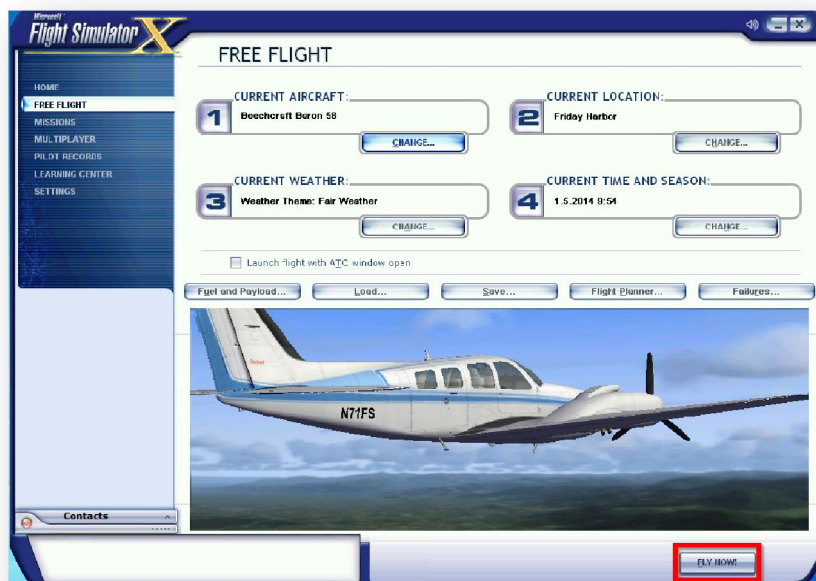 Microsoft
Flight Simulator X
FREE FLIGHT
HOME
FREE FLIGHT
MISSIONS
MULTIPLAYER
PILOT RECORDS
LEARNING CENTER
SETTINGS
CURRENT AIRCRAFT:
1
Beechcraft Baron 58
CHANGE...
CURRENT LOCATION:
2
Friday Harbor
CHANGE...
CURRENT WEATHER:
3
Weather Theme: Fair Weather
CHANGE...
CURRENT TIME AND SEASON:
4
1.5.2014 9:54
CHANGE...
Launch flight with ATC window open
Fuel and Payload...
Load...
Save...
Flight Planner...
Failures...
N71FS
Contacts
FLY NOW!